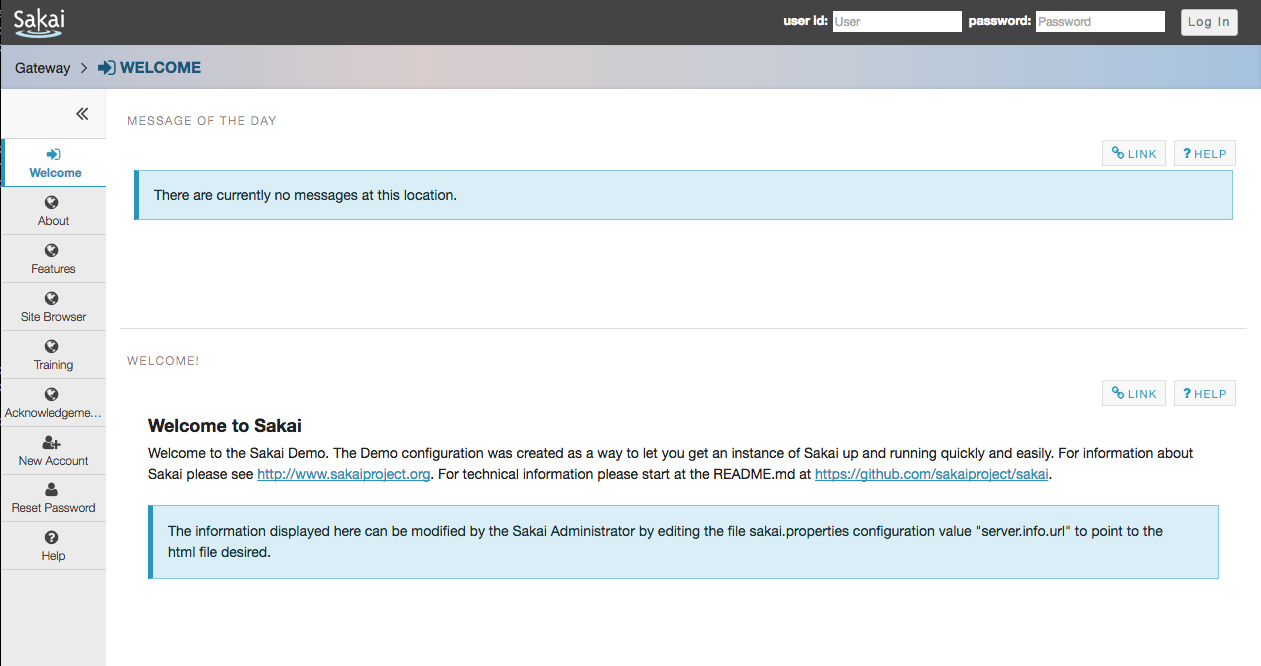 Sakai
user id: User password: Password Log In
Gateway > WELCOME
MESSAGE OF THE DAY
LINK ? HELP
There are currently no messages at this location.
Welcome
About
Features
Site Browser
Training
Acknowledgeme...
New Account
Reset Password
Help
WELCOME!
LINK ? HELP
Welcome to Sakai
Welcome to the Sakai Demo. The Demo configuration was created as a way to let you get an instance of Sakai up and running quickly and easily. For information about
Sakai please see http://www.sakaiproject.org. For technical information please start at the README.md at https://github.com/sakaiproject/sakai.
The information displayed here can be modified by the Sakai Administrator by editing the file sakai.properties configuration value "server.info.url" to point to the
html file desired.